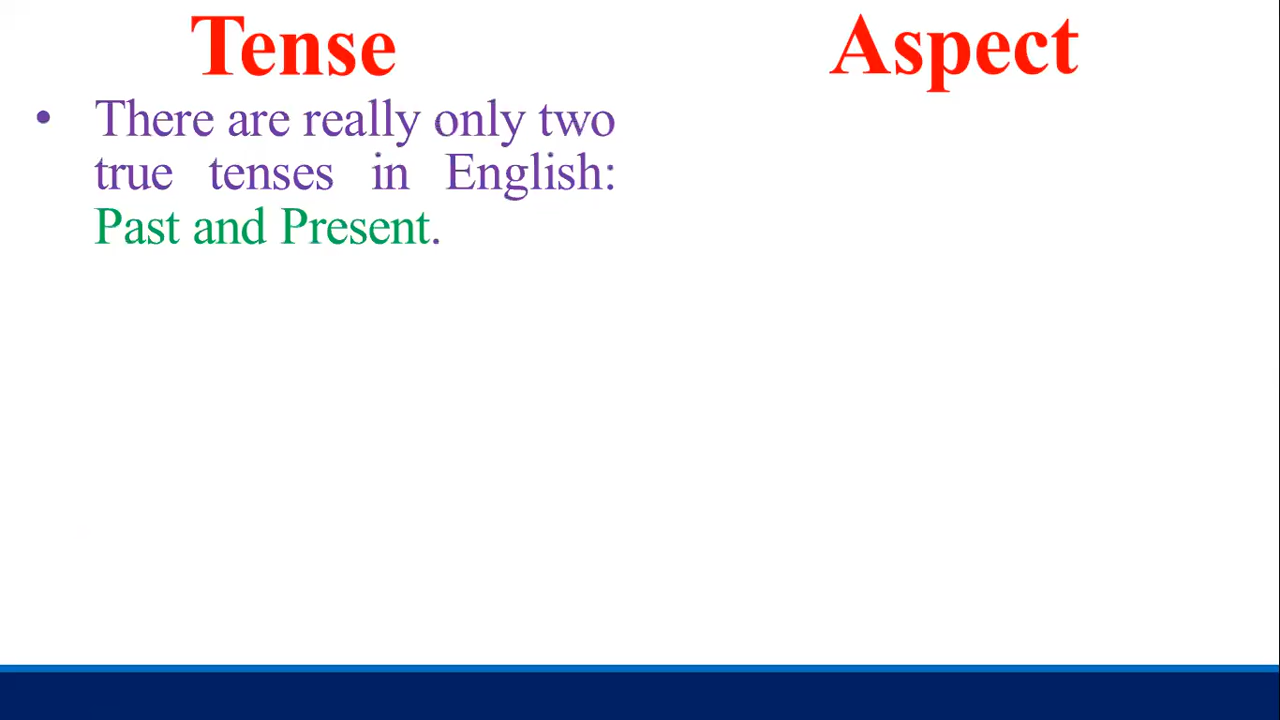 Tense
Aspect
• There are really only two
true tenses in English:
Past and Present.